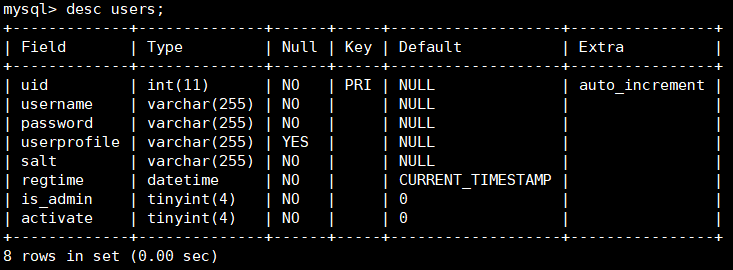 mysql> desc users;
+-------------+--------------+------+-----+-------------------+----------------+
| Field       | Type         | Null | Key | Default           | Extra          |
+-------------+--------------+------+-----+-------------------+----------------+
| uid         | int(11)      | NO   | PRI | NULL              | auto_increment |
| username    | varchar(255) | NO   |     | NULL              |                |
| password    | varchar(255) | NO   |     | NULL              |                |
| userprofile | varchar(255) | YES  |     | NULL              |                |
| salt        | varchar(255) | NO   |     | NULL              |                |
| regtime     | datetime     | NO   |     | CURRENT_TIMESTAMP |                |
| is_admin    | tinyint(4)   | NO   |     | 0                 |                |
| activate    | tinyint(4)   | NO   |     | 0                 |                |
+-------------+--------------+------+-----+-------------------+----------------+
8 rows in set (0.00 sec)